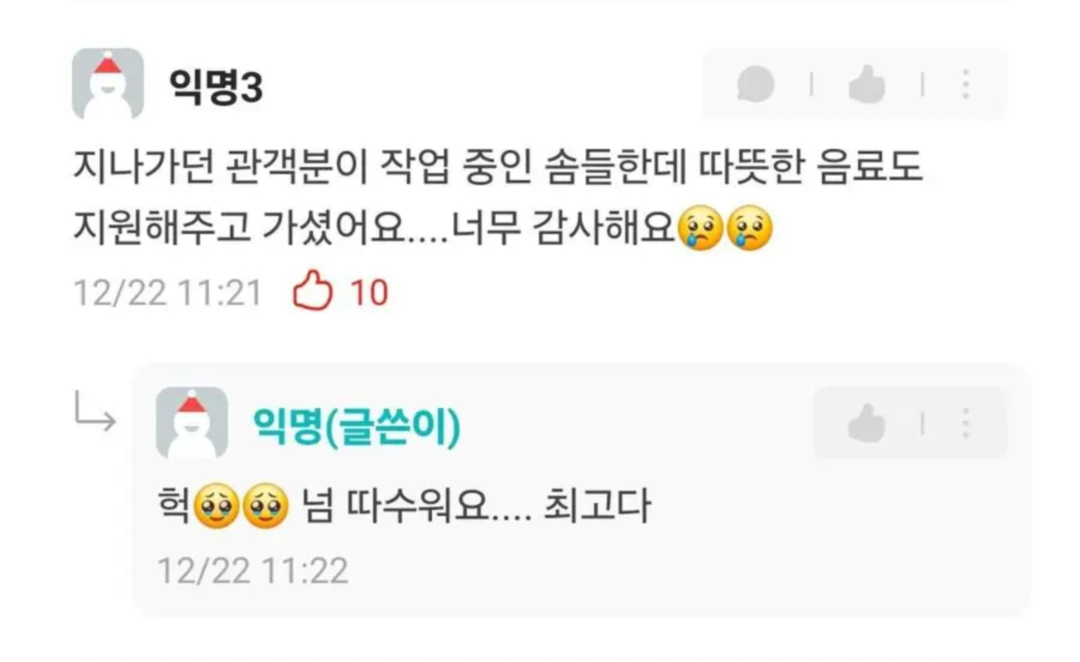 익명3
지나가던 관객분이 작업 중인 솜들한데 따뜻한 음료도
지원해주고 가셨어요....너무 감사해요😢😢
12/22 11:21 10
익명(글쓴이)
헉🥹🥹 넘 따수워요.... 최고다
12/22 11:22